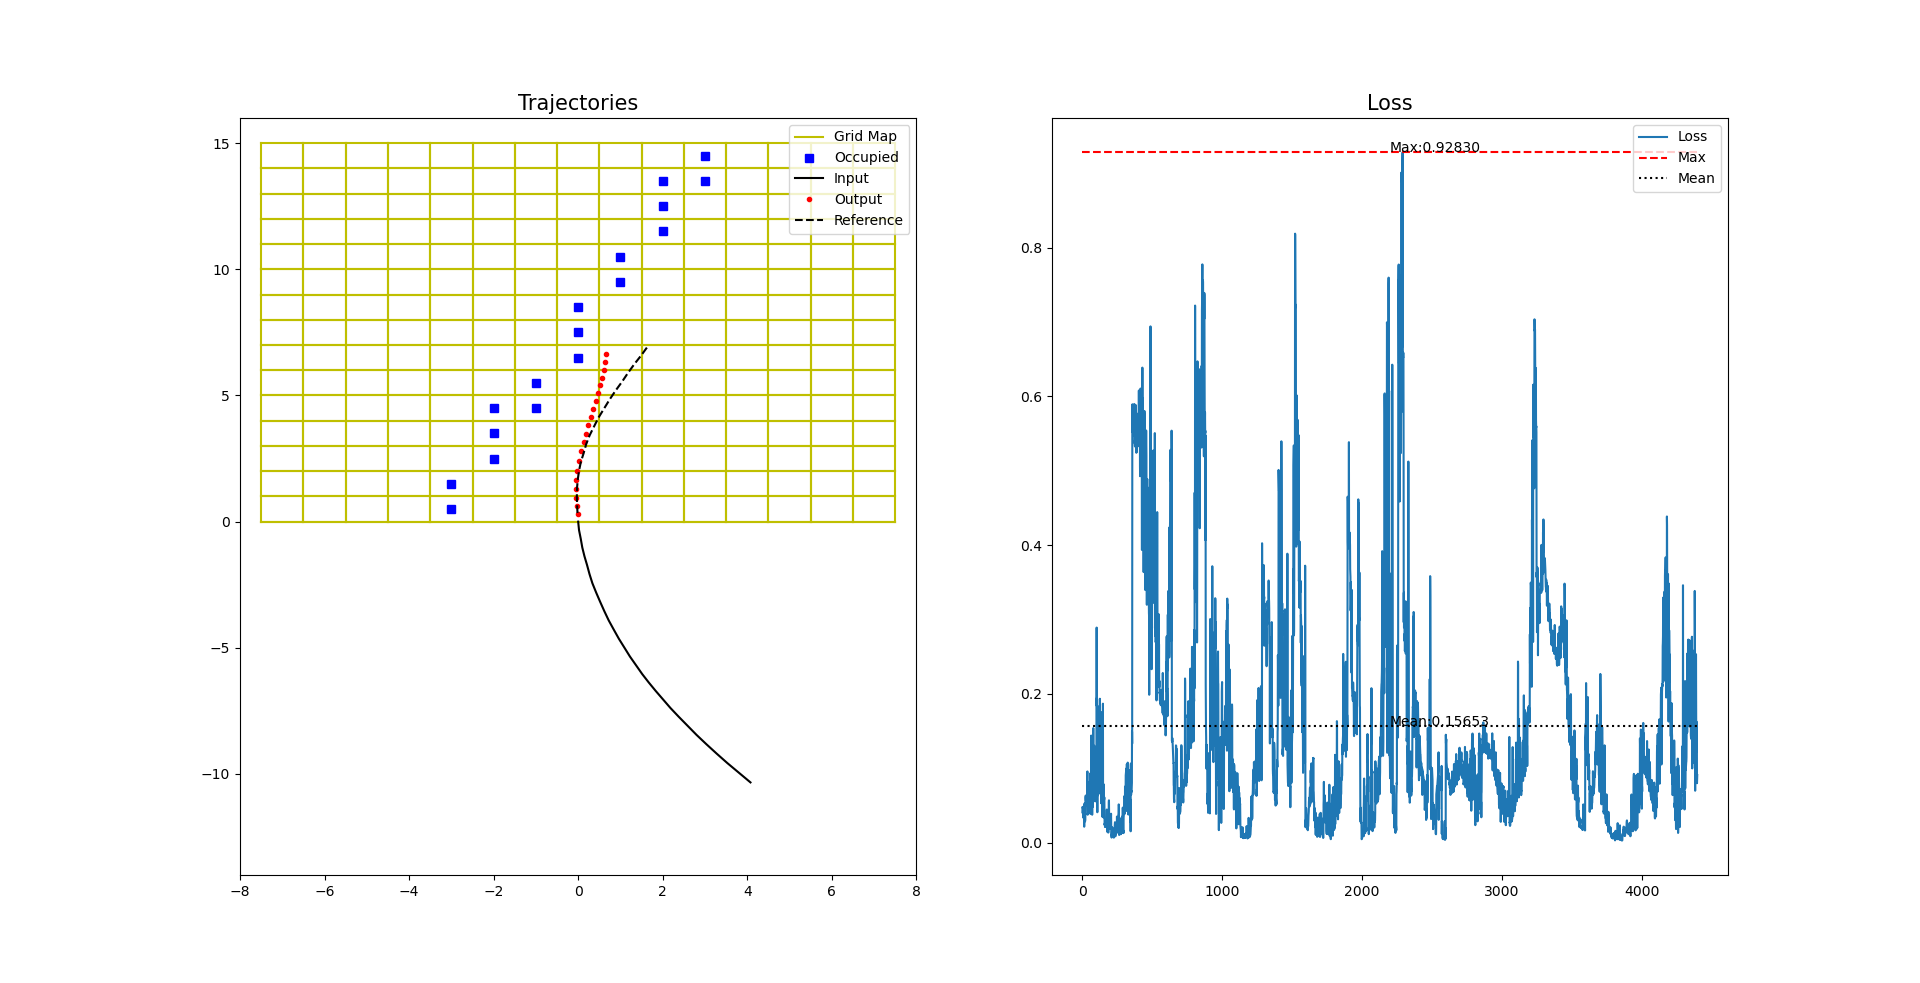 Trajectories
15
10
5
0
−5
−10
−8
−6
−4
−2
0
2
4
6
8
Grid Map
Occupied
Input
Output
Reference
Loss
0.8
0.6
0.4
0.2
0.0
0
1000
2000
3000
4000
Max:0.92830
Mean:0.15653
Loss
Max
Mean